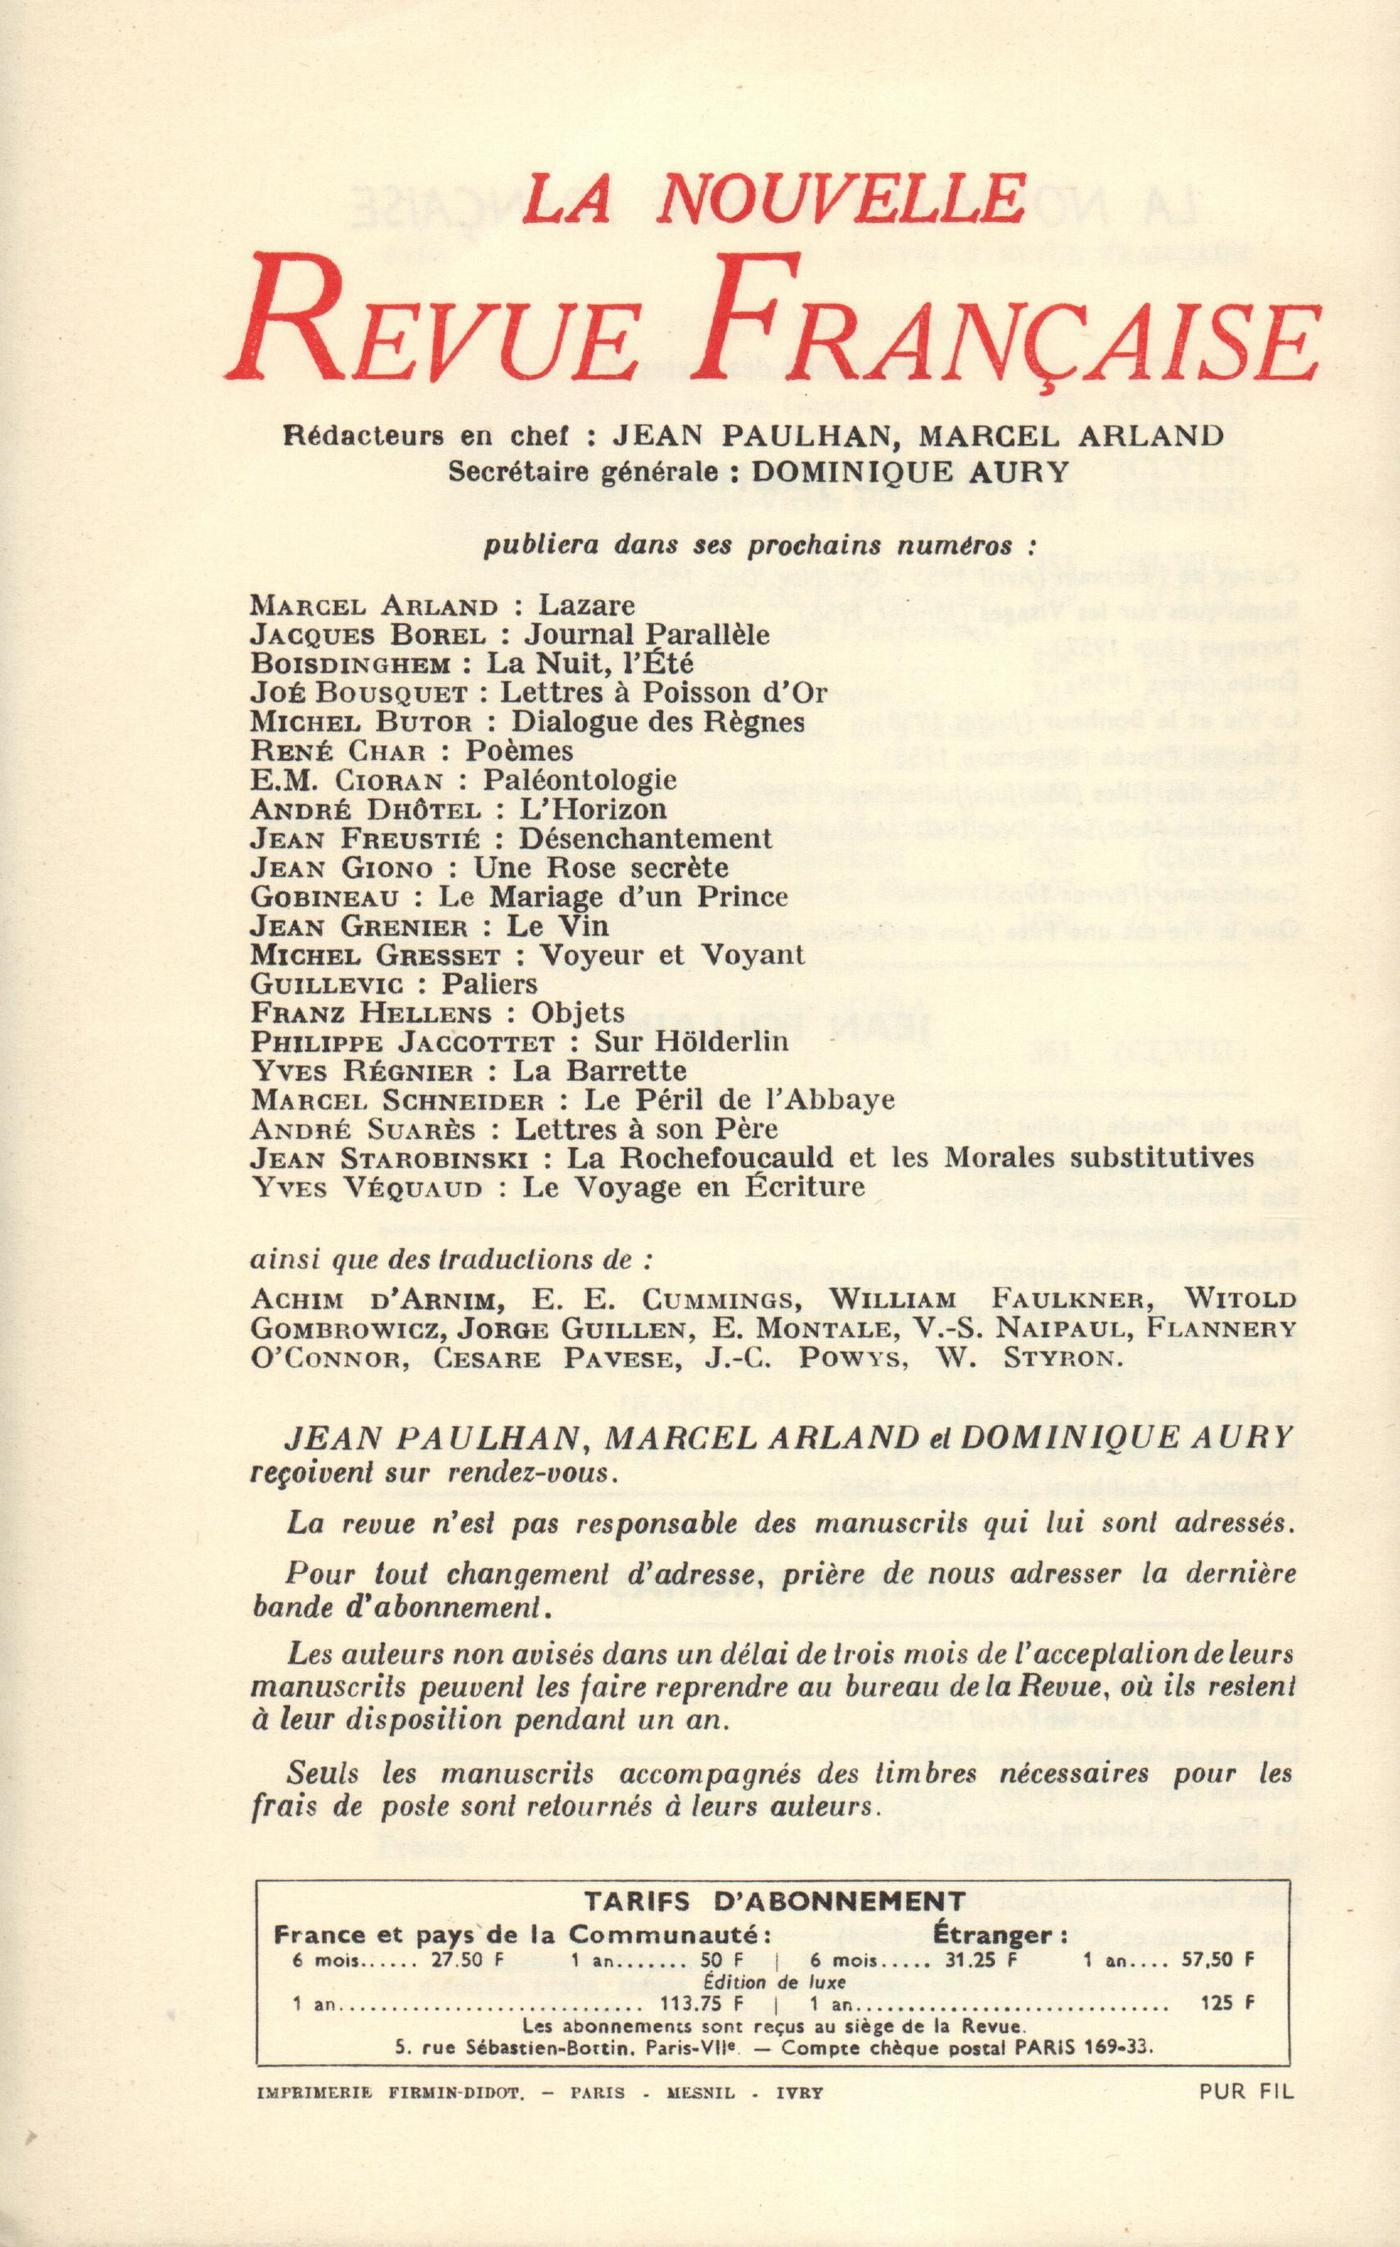 LA NOUVELLE
REVUE FRANÇAISE
Rédacteurs en chef : JEAN PAULHAN, MARCEL ARLAND
Secrétaire générale : DOMINIQUE AURY
publiera dans ses prochains numéros :
MARCEL ARLAND : Lazare
JACQUES BOREL : Journal Parallèle
BOISDINGHEM : La Nuit, l'Été
JOÉ BOUSQUET : Lettres à Poisson d'Or
MICHEL BUTOR : Dialogue des Règnes
RENÉ CHAR : Poèmes
E.M. CIORAN : Paléontologie
ANDRÉ DHÔTEL : L'Horizon
JEAN FREUSTIÉ : Désenchantement
JEAN GIONO : Une Rose secrète
GOBINEAU : Le Mariage d'un Prince
JEAN GRENIER : Le Vin
MICHEL GRESSET : Voyeur et Voyant
GUILLEVIC : Paliers
FRANZ HELLENS : Objets
PHILIPPE JACCOTTET : Sur Hölderlin
YVES RÉGNIER : La Barrette
MARCEL SCHNEIDER : Le Péril de l'Abbaye
ANDRÉ SUARÈS : Lettres à son Père
JEAN STAROBINSKI : La Rochefoucauld et les Morales substitutives
YVES VÉQUAUD : Le Voyage en Écriture
ainsi que des traductions de :
ACHIM D'ARNIM, E. E. CUMMINGS, WILLIAM FAULKNER, WITOLD
GOMBROWICZ, JORGE GUILLEN, E. MONTALE, V.-S. NAIPAUL, FLANNERY
O'CONNOR, CESARE PAVESE, J.-C. POWYS, W. STYRON.
JEAN PAULHAN, MARCEL ARLAND et DOMINIQUE AURY
reçoivent sur rendez-vous.
La revue n'est pas responsable des manuscrits qui lui sont adressés.
Pour tout changement d'adresse, prière de nous adresser la dernière
bande d'abonnement.
Les auteurs non avisés dans un délai de trois mois de l'acceptation de leurs
manuscrits peuvent les faire reprendre au bureau de la Revue, où ils restent
à leur disposition pendant un an.
Seuls les manuscrits accompagnés des timbres nécessaires pour les
frais de poste sont retournés à leurs auteurs.
TARIFS D'ABONNEMENT
France et pays de la Communauté : Étranger :
6 mois...... 27.50 F 1 an....... 50 F | 6 mois..... 31.25 F 1 an.... 57,50 F
Édition de luxe
1 an............................ 113.75 F | 1 an............................. 125 F
Les abonnements sont reçus au siège de la Revue.
5. rue Sébastien-Bottin. Paris-VIIe. — Compte chèque postal PARIS 169-33.
IMPRIMERIE FIRMIN-DIDOT. — PARIS - MESNIL - IVRY PUR FIL